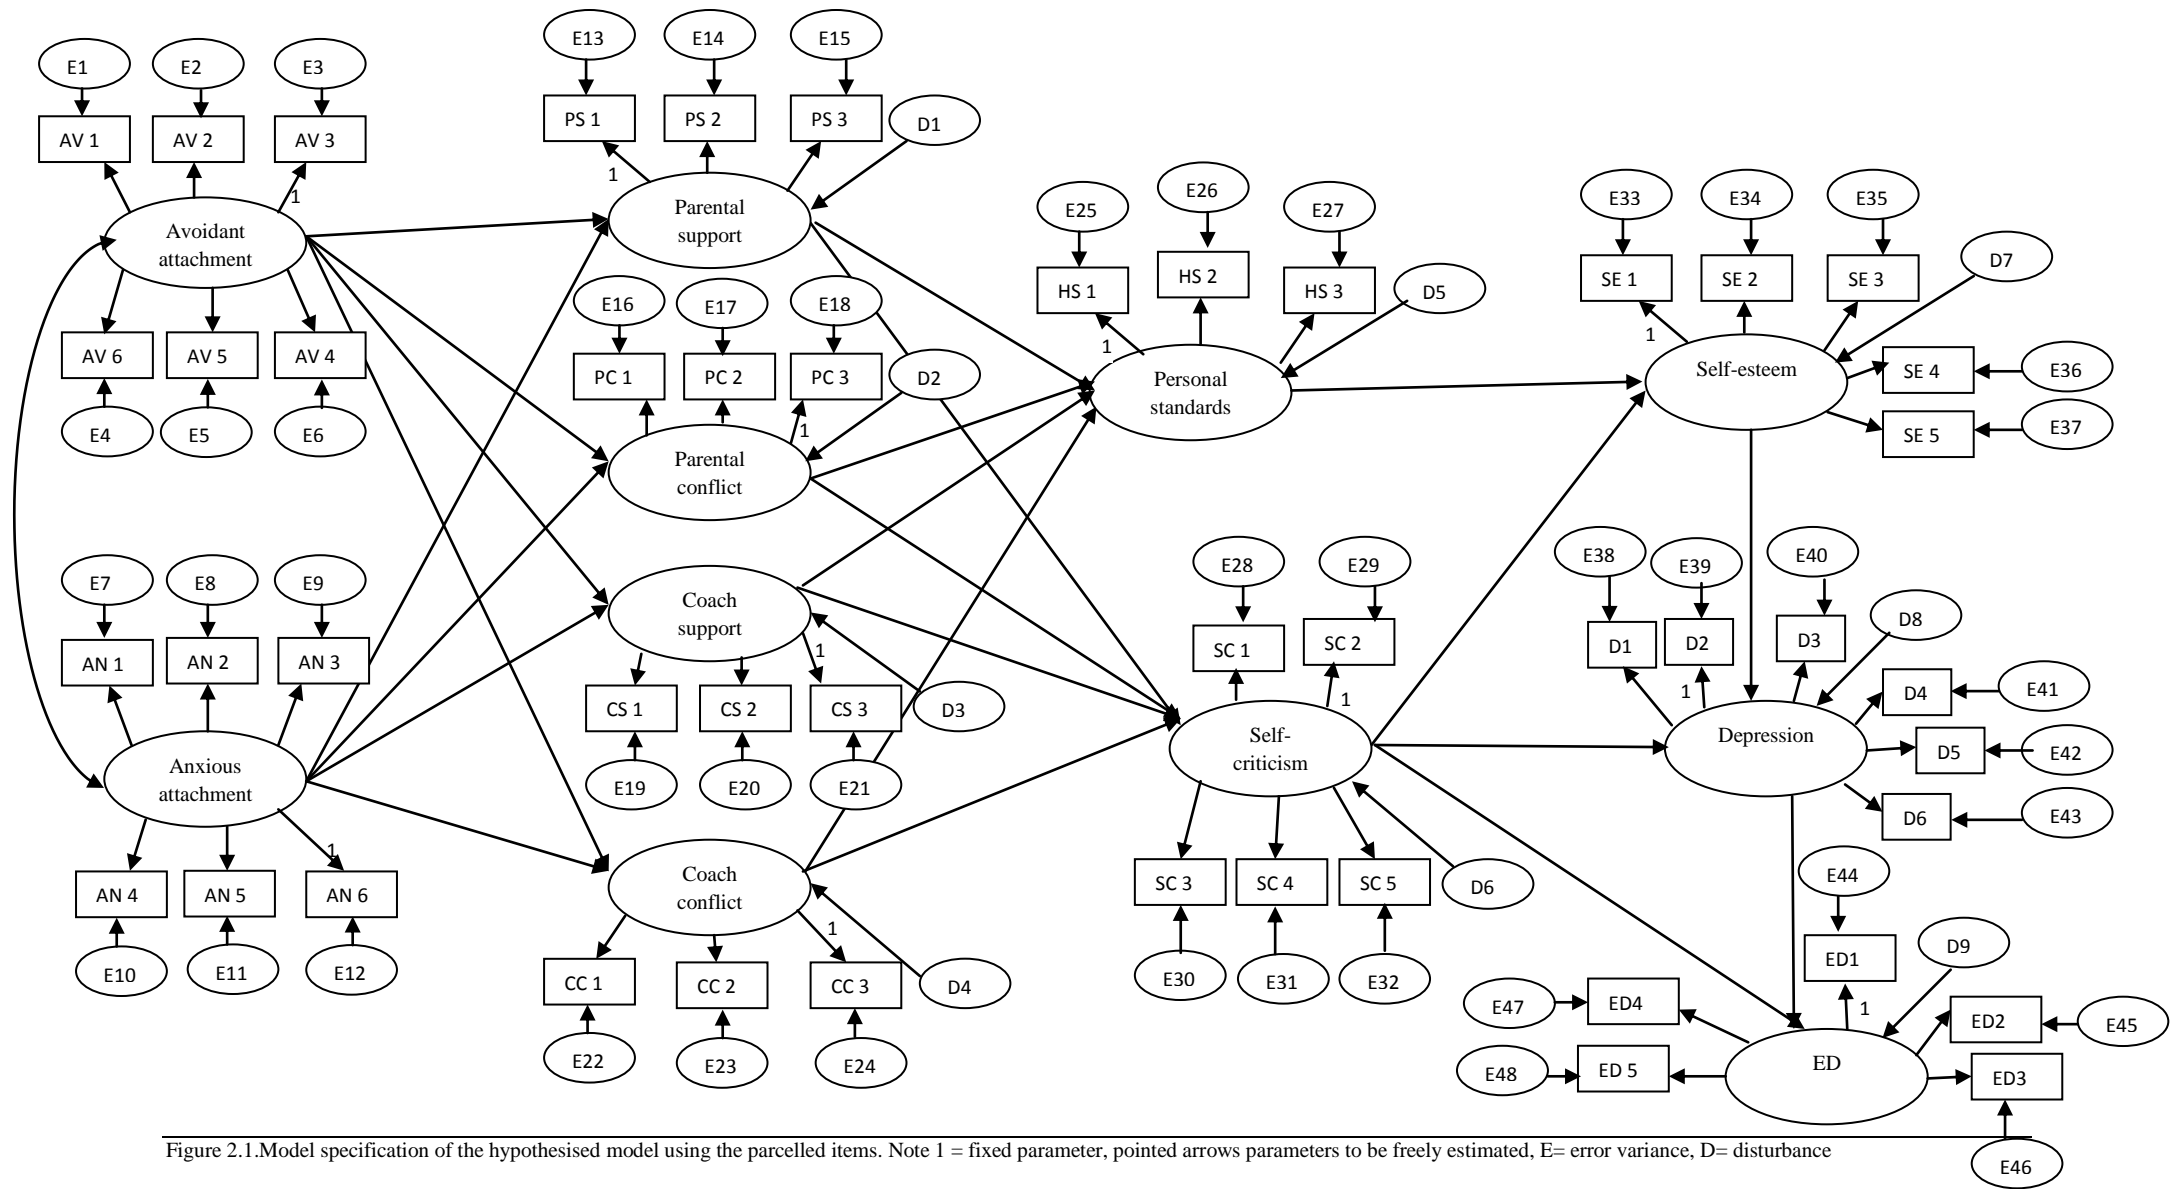 E1
E2
E3
AV 1
AV 2
AV 3
1
Avoidant
attachment
AV 6
AV 5
AV 4
E4
E5
E6
E7
E8
E9
AN 1
AN 2
AN 3
Anxious
attachment
1
AN 4
AN 5
AN 6
E10
E11
E12
E13
E14
E15
PS 1
PS 2
PS 3
D1
1
Parental
support
E16
E17
E18
PC 1
PC 2
PC 3
D2
1
Parental
conflict
Coach
support
1
CS 1
CS 2
CS 3
D3
E19
E20
E21
Coach
conflict
1
CC 1
CC 2
CC 3
D4
E22
E23
E24
E25
E26
E27
HS 1
HS 2
HS 3
D5
1
Personal
standards
E28
E29
SC 1
SC 2
1
Self-
criticism
SC 3
SC 4
SC 5
D6
E30
E31
E32
E33
E34
E35
SE 1
SE 2
SE 3
D7
1
Self-esteem
SE 4
E36
SE 5
E37
E38
E39
E40
D1
D2
D3
D8
1
Depression
D4
E41
D5
E42
D6
E43
E44
ED1
D9
1
E47
ED4
ED2
E45
E48
ED 5
ED
ED3
E46
Figure 2.1.Model specification of the hypothesised model using the parcelled items. Note 1 = fixed parameter, pointed arrows parameters to be freely estimated, E= error variance, D= disturbance